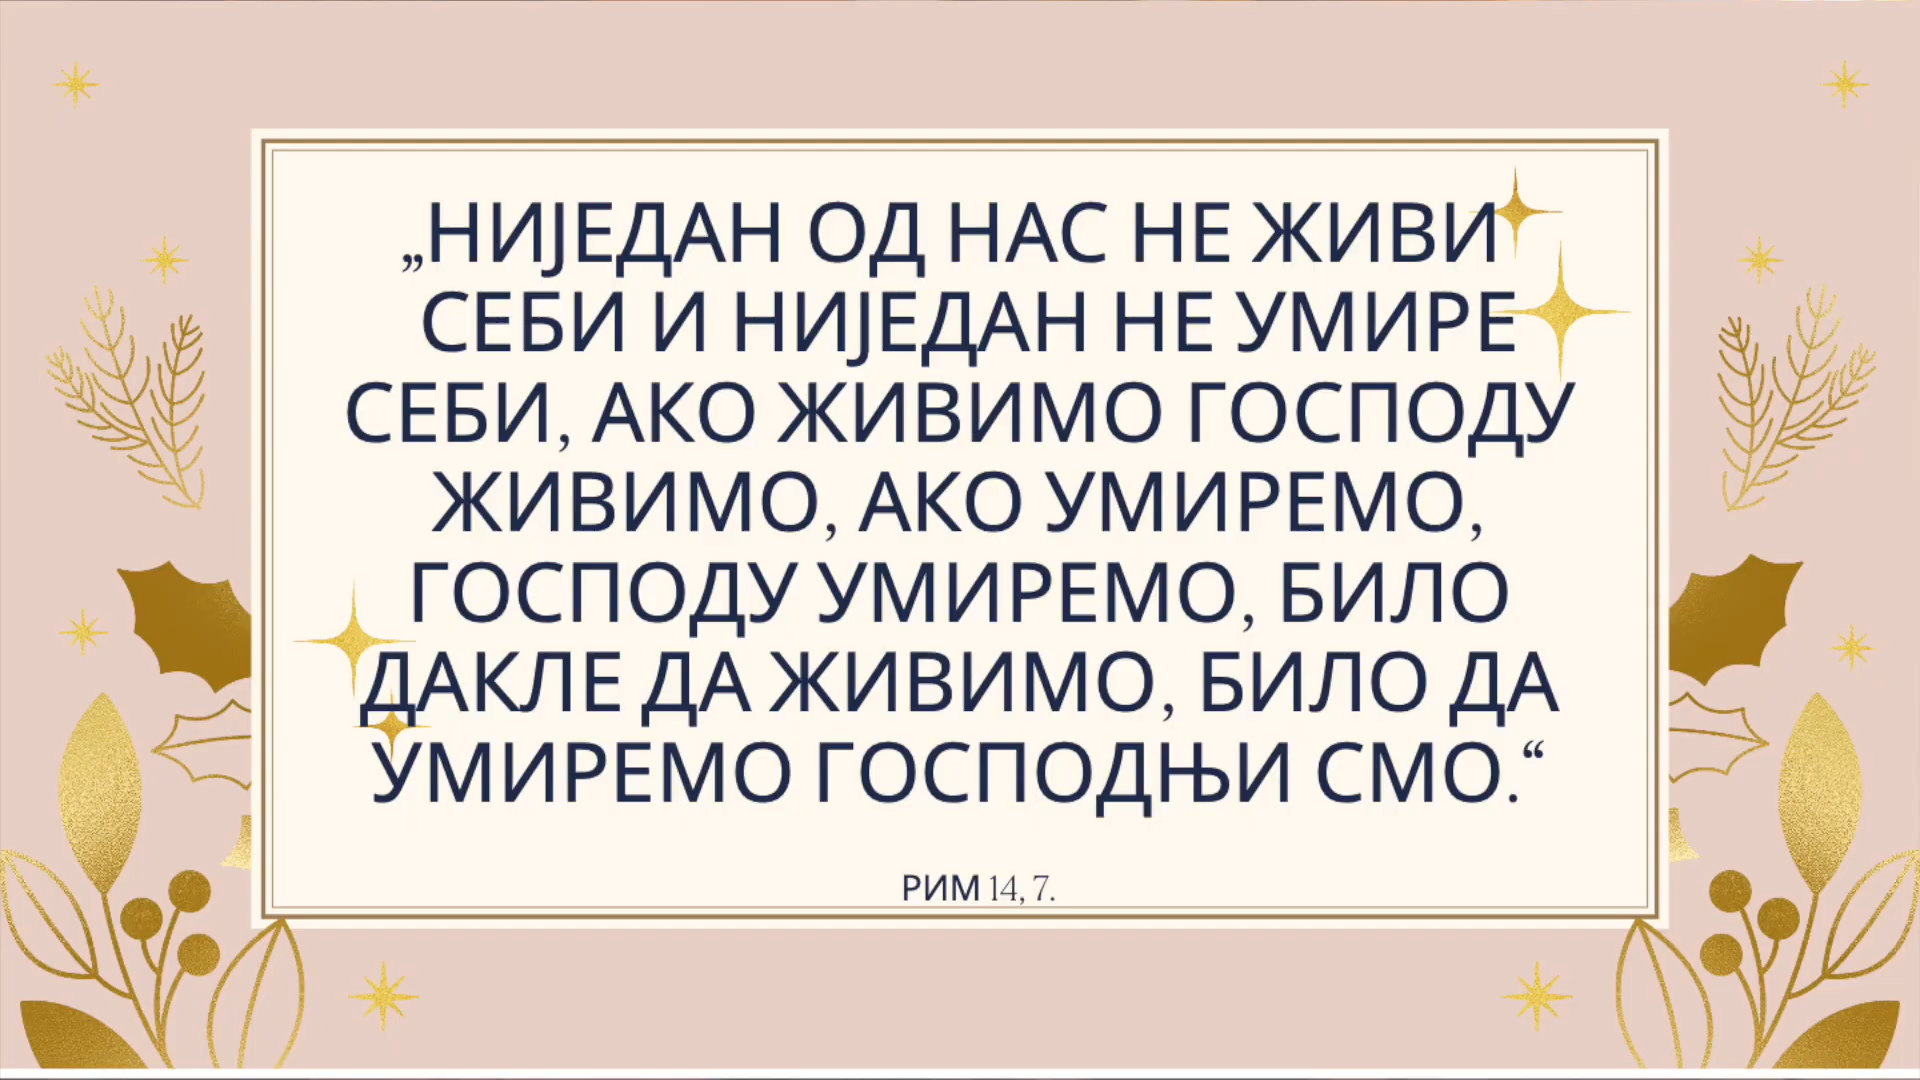 „НИЈЕДАН ОД НАС НЕ ЖИВИ
СЕБИ И НИЈЕДАН НЕ УМИРЕ
СЕБИ, АКО ЖИВИМО ГОСПОДУ
ЖИВИМО, АКО УМИРЕМО,
ГОСПОДУ УМИРЕМО, БИЛО
ДАКЛЕ ДА ЖИВИМО, БИЛО ДА
УМИРЕМО ГОСПОДЊИ СМО.“
РИМ 14, 7.